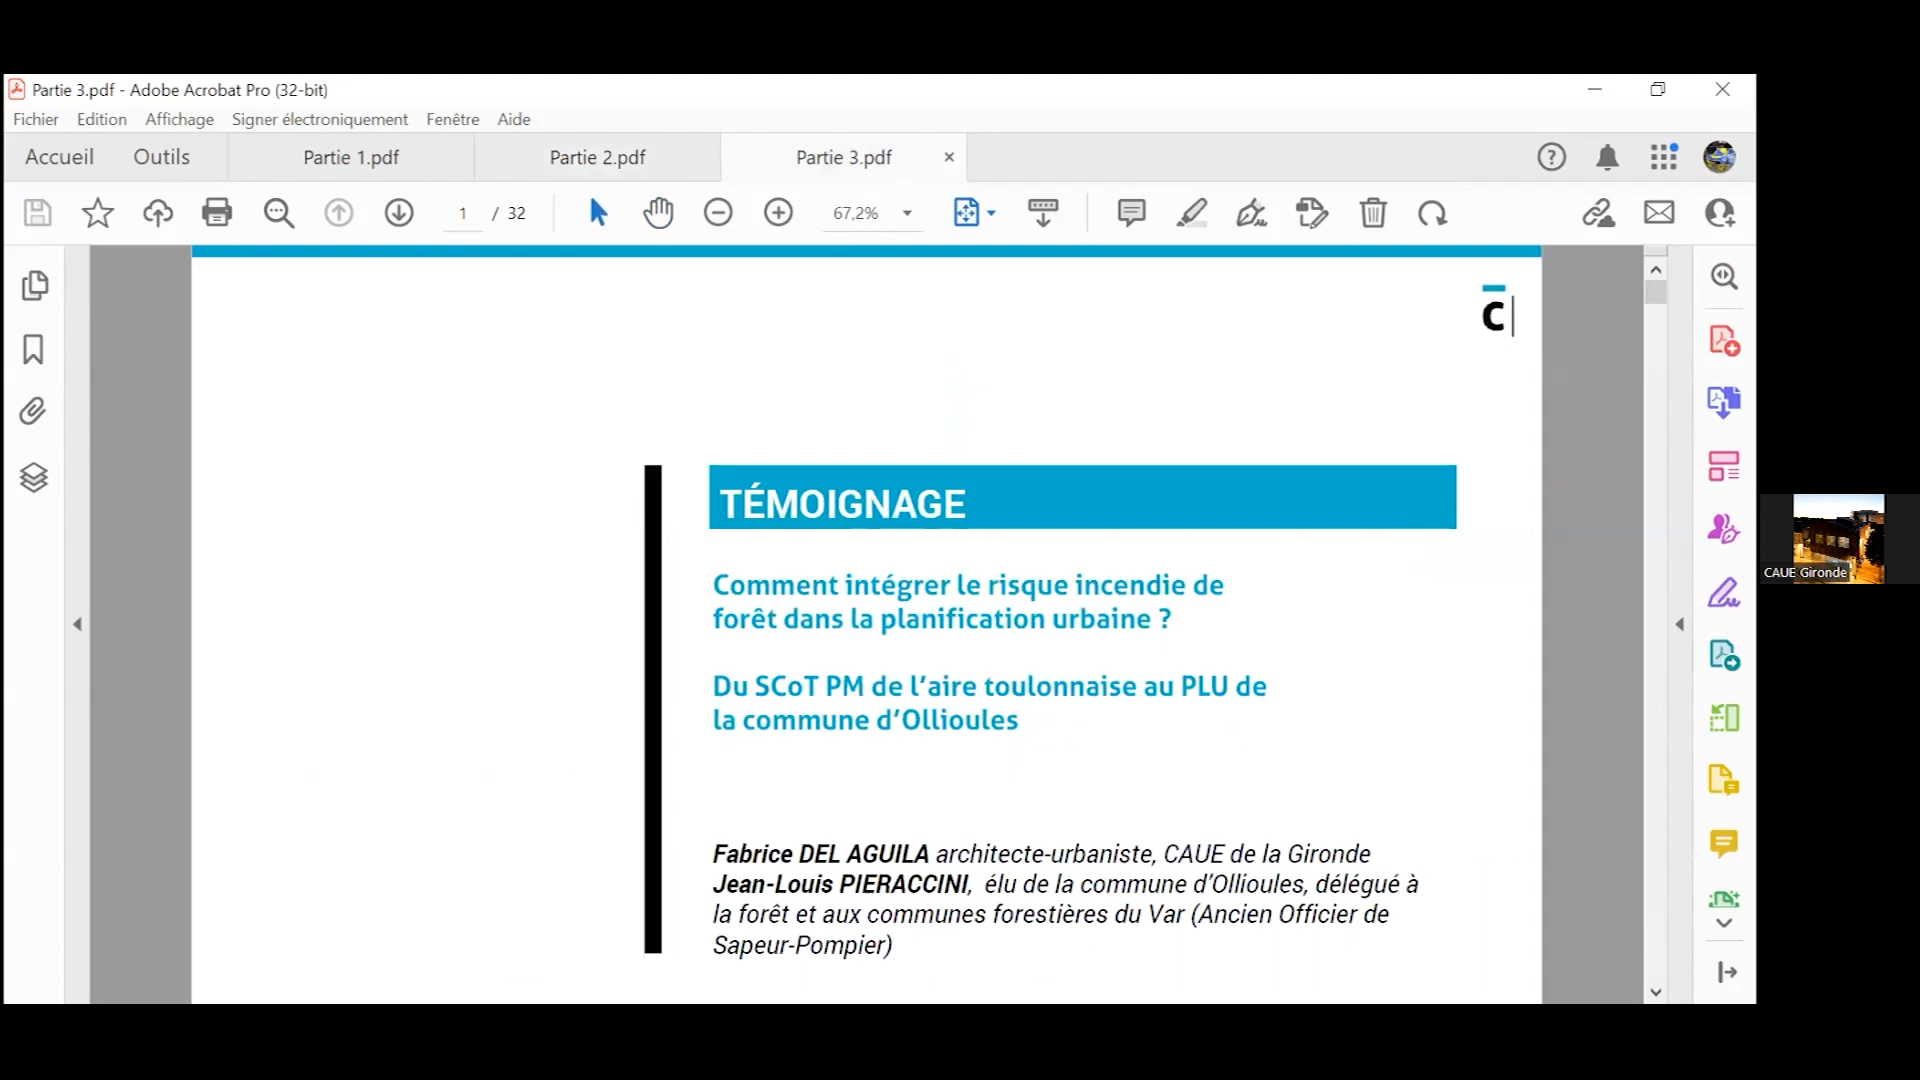 Partie 3.pdf - Adobe Acrobat Pro (32-bit)
Fichier Edition Affichage Signer électroniquement Fenêtre Aide
Accueil Outils Partie 1.pdf Partie 2.pdf Partie 3.pdf
1 / 32 67,2%
c
TÉMOIGNAGE
Comment intégrer le risque incendie de
forêt dans la planification urbaine ?
Du SCoT PM de l'aire toulonnaise au PLU de
la commune d'Ollioules
Fabrice DEL AGUILA architecte-urbaniste, CAUE de la Gironde
Jean-Louis PIERACCINI, élu de la commune d'Ollioules, délégué à
la forêt et aux communes forestières du Var (Ancien Officier de
Sapeur-Pompier)
CAUE Gironde